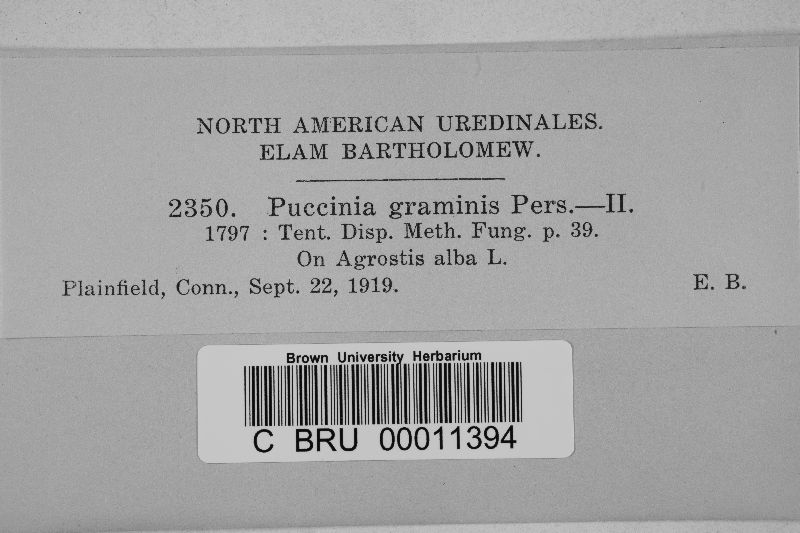 NORTH AMERICAN UREDINALES.
ELAM BARTHOLOMEW.
2350. Puccinia graminis Pers.—II.
1797 : Tent. Disp. Meth. Fung. p. 39.
On Agrostis alba L.
Plainfield, Conn., Sept. 22, 1919. E. B.
Brown University Herbarium
C BRU 00011394